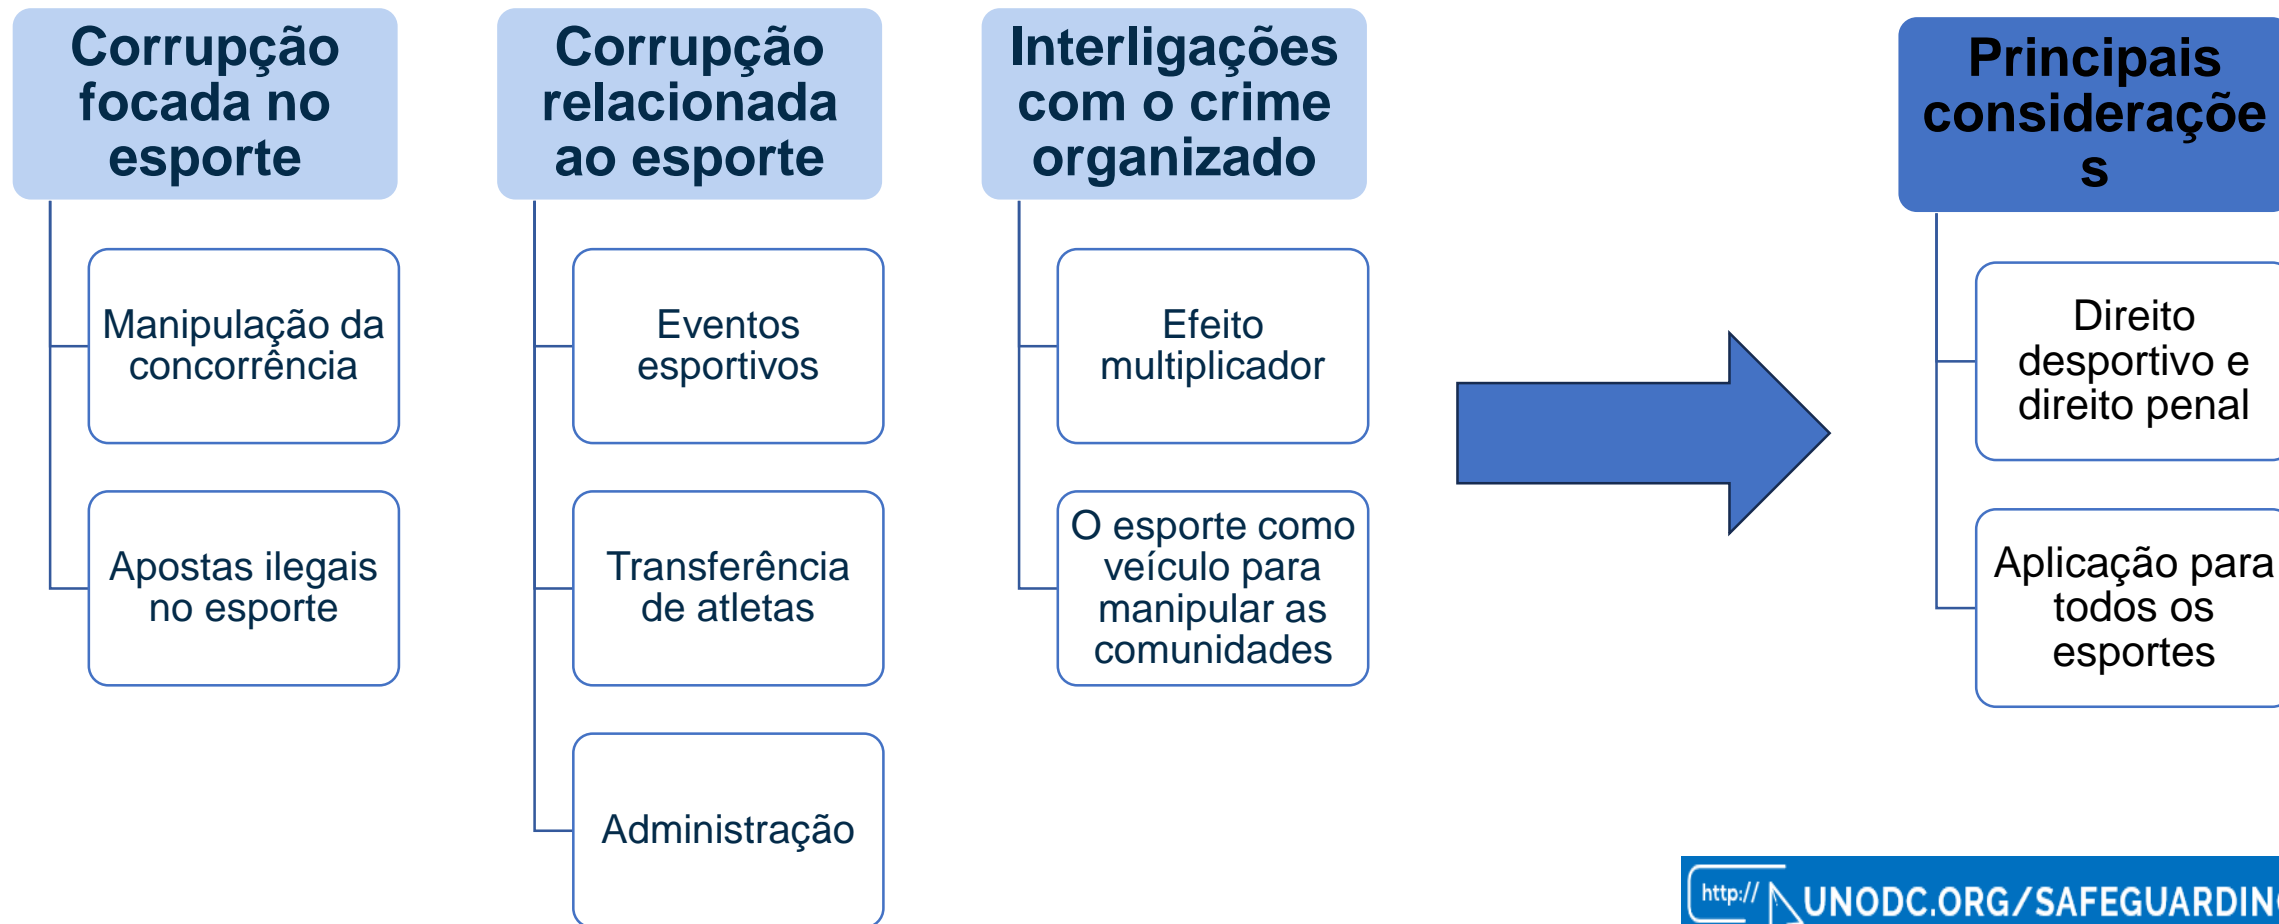 Corrupção
focada no
esporte
Manipulação da
concorrência
Apostas ilegais
no esporte
Corrupção
relacionada
ao esporte
Eventos
esportivos
Transferência
de atletas
Administração
Interligações
com o crime
organizado
Efeito
multiplicador
O esporte como
veículo para
manipular as
comunidades
Principais
consideraçõe
s
Direito
desportivo e
direito penal
Aplicação para
todos os
esportes
http:// UNODC.ORG/SAFEGUARDING